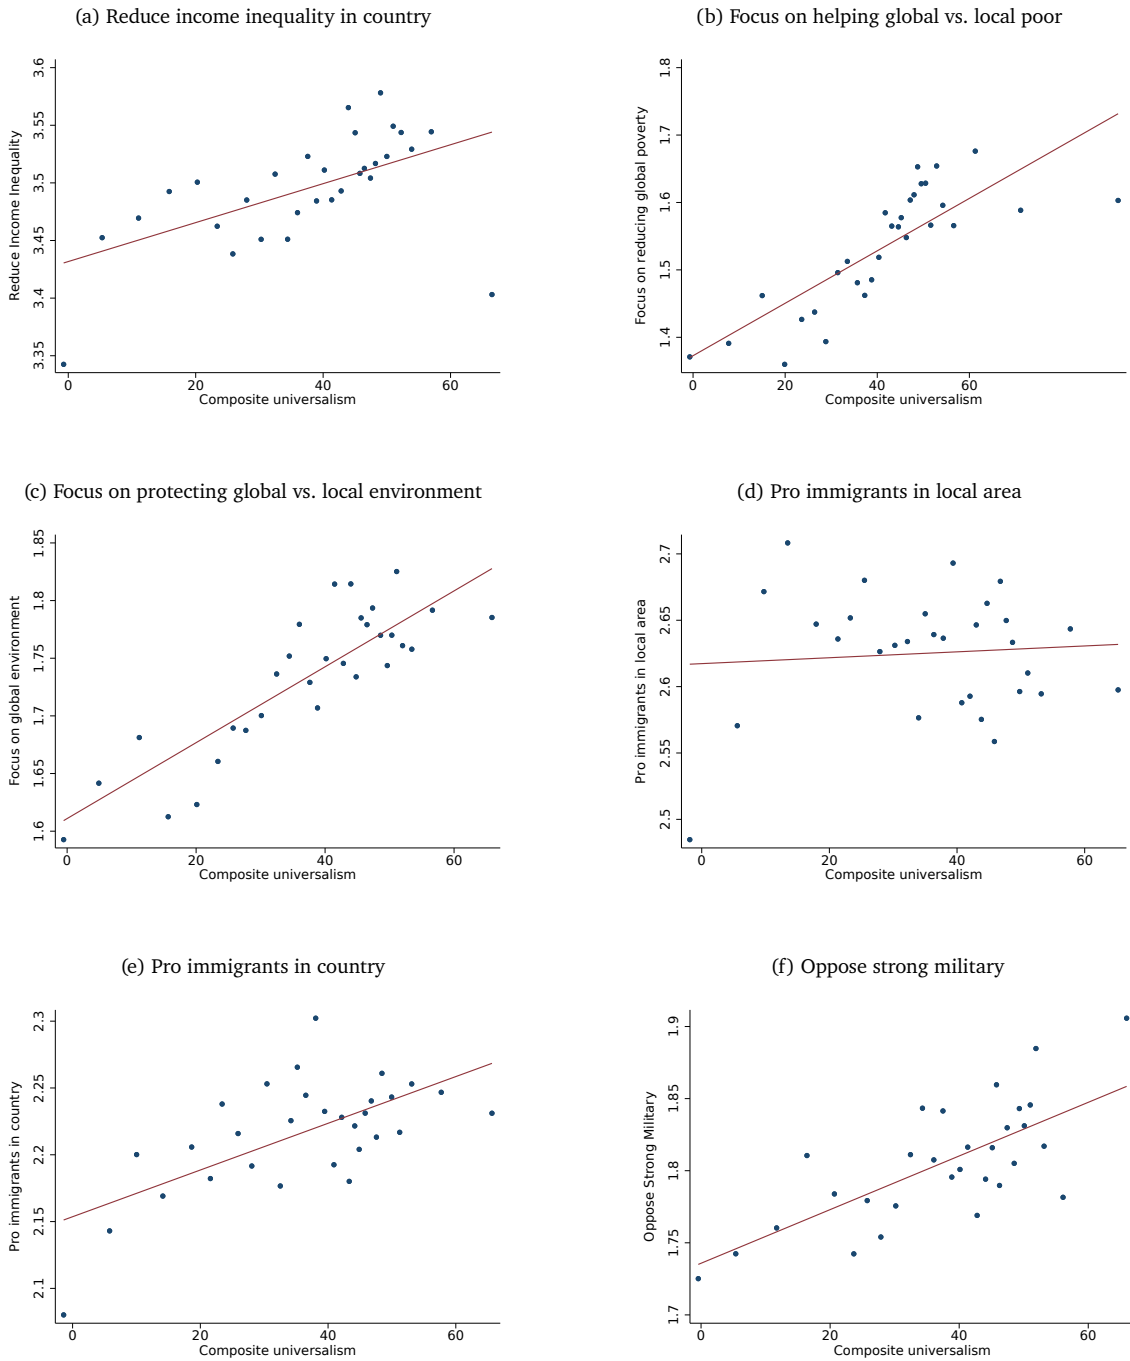 (a) Reduce income inequality in country
Reduce Income Inequality
3.35 3.4 3.45 3.5 3.55 3.6
0 20 40 60
Composite universalism
(b) Focus on helping global vs. local poor
Focus on reducing global poverty
1.4 1.5 1.6 1.7 1.8
0 20 40 60
Composite universalism
(c) Focus on protecting global vs. local environment
Focus on global environment
1.6 1.65 1.7 1.75 1.8 1.85
0 20 40 60
Composite universalism
(d) Pro immigrants in local area
Pro immigrants in local area
2.5 2.55 2.6 2.65 2.7
0 20 40 60
Composite universalism
(e) Pro immigrants in country
Pro immigrants in country
2.1 2.15 2.2 2.25 2.3
0 20 40 60
Composite universalism
(f) Oppose strong military
Oppose Strong Military
1.7 1.75 1.8 1.85 1.9
0 20 40 60
Composite universalism